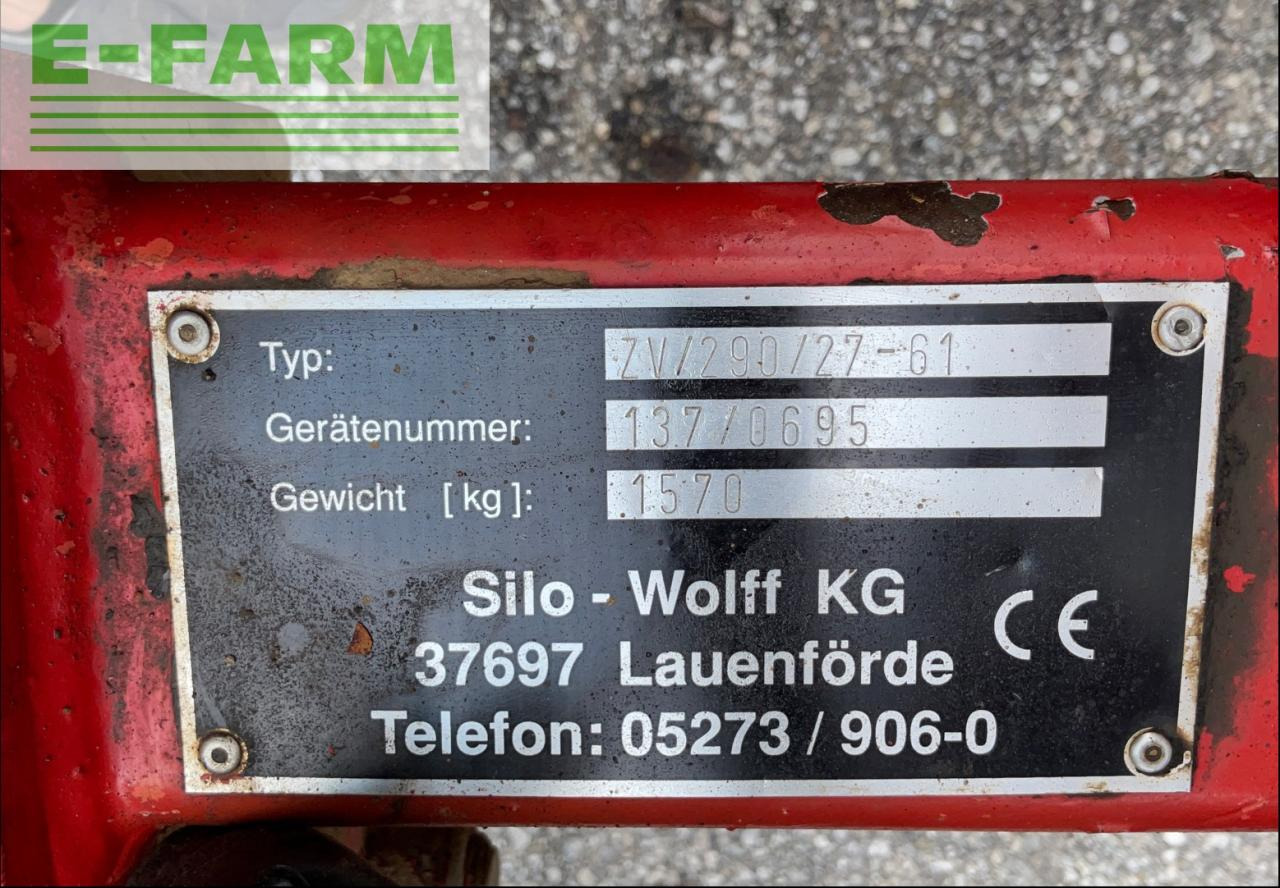 E-FARM
Typ: ZV/290/27-61
Gerätenummer: 137/0695
Gewicht [kg]: 1570
Silo - Wolff KG
37697 Lauenförde
Telefon: 05273 / 906-0
CE